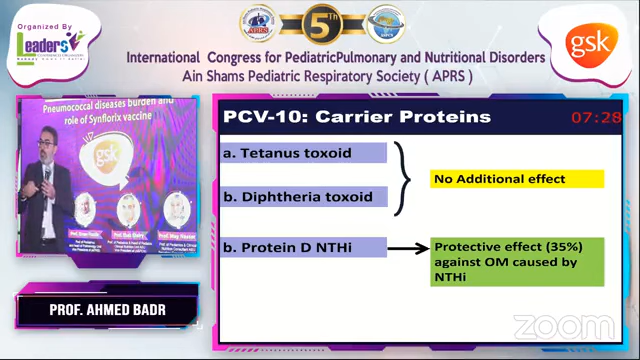 Organized By
Leaders
APRS
5Th
gsk
International Congress for PediatricPulmonary and Nutritional Disorders
Ain Shams Pediatric Respiratory Society ( APRS )
Pneumococcal diseases burden and
role of Synflorix vaccine
gsk
PCV-10: Carrier Proteins
07:28
a. Tetanus toxoid
b. Diphtheria toxoid
No Additional effect
b. Protein D NTHi
Protective effect (35%)
against OM caused by
NTHi
PROF. AHMED BADR
zoom